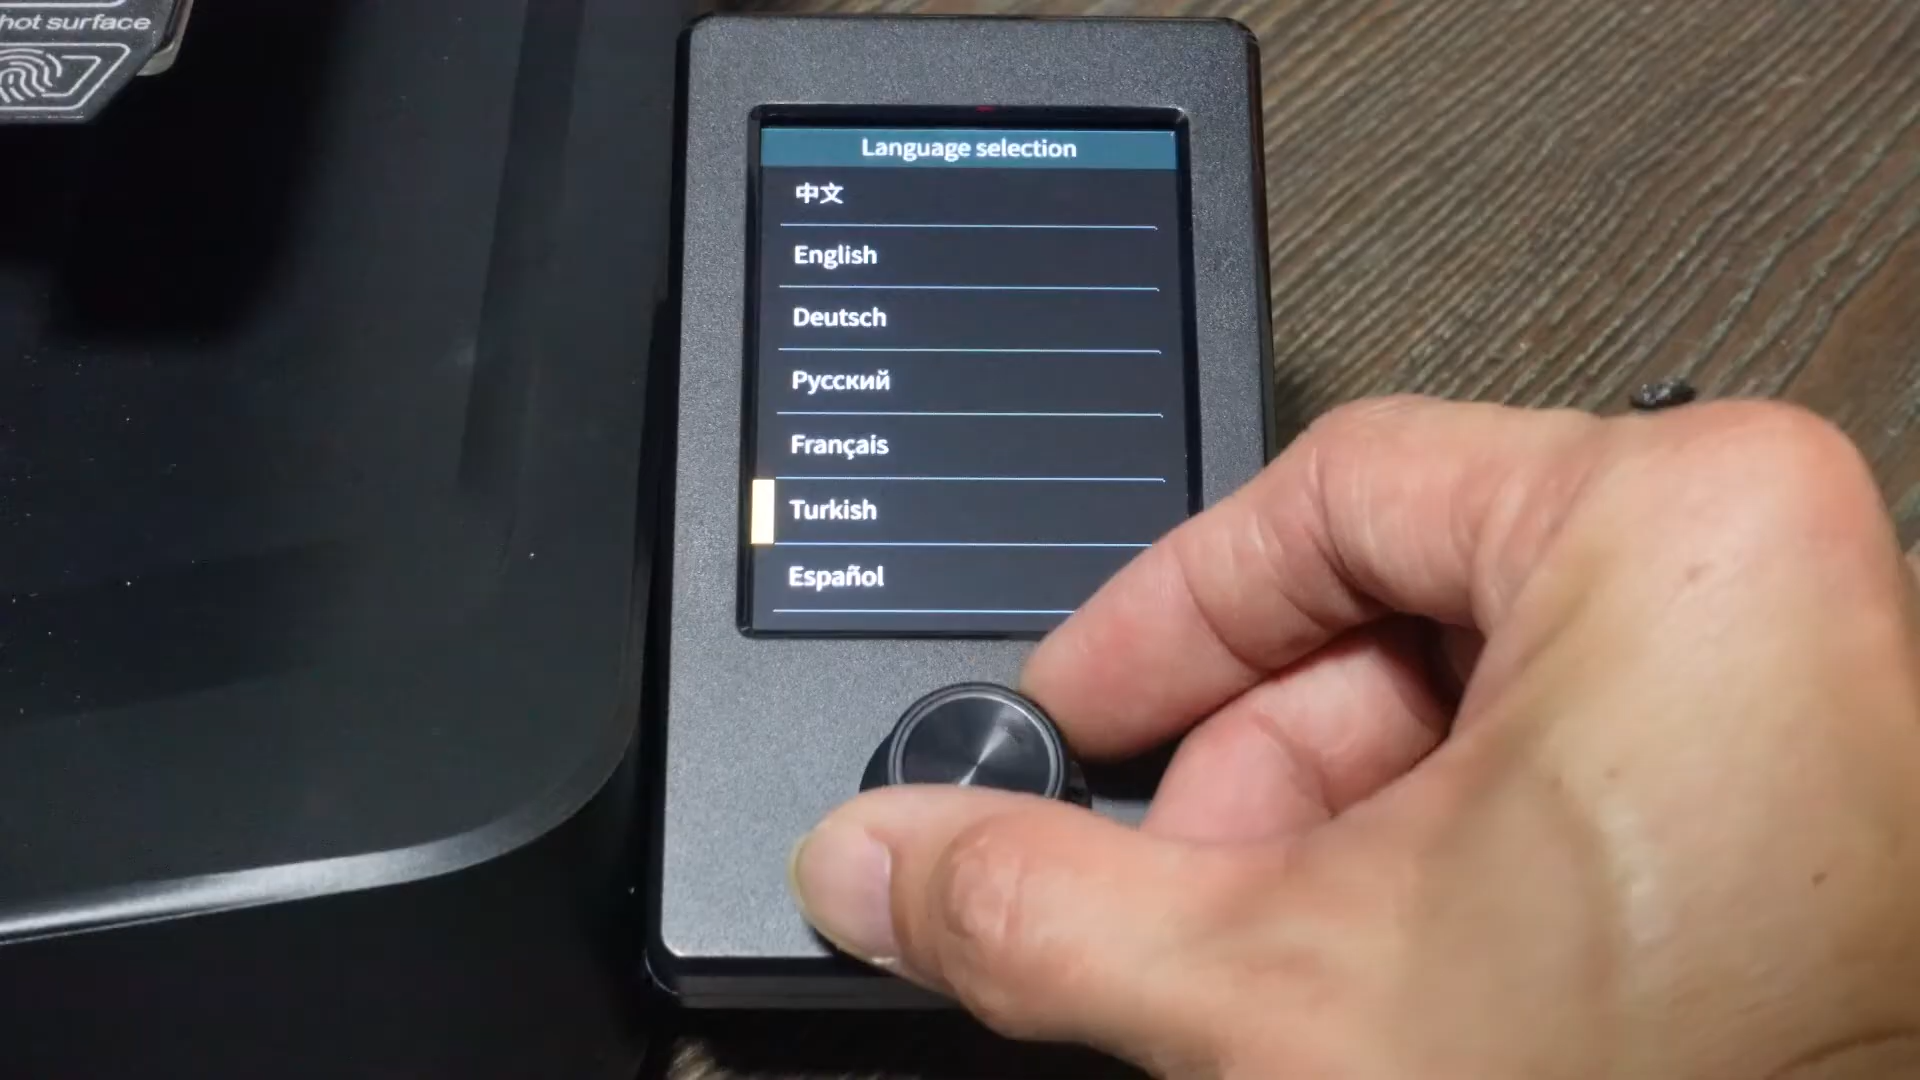 hot surface
Language selection
中文
English
Deutsch
Русский
Français
Turkish
Español